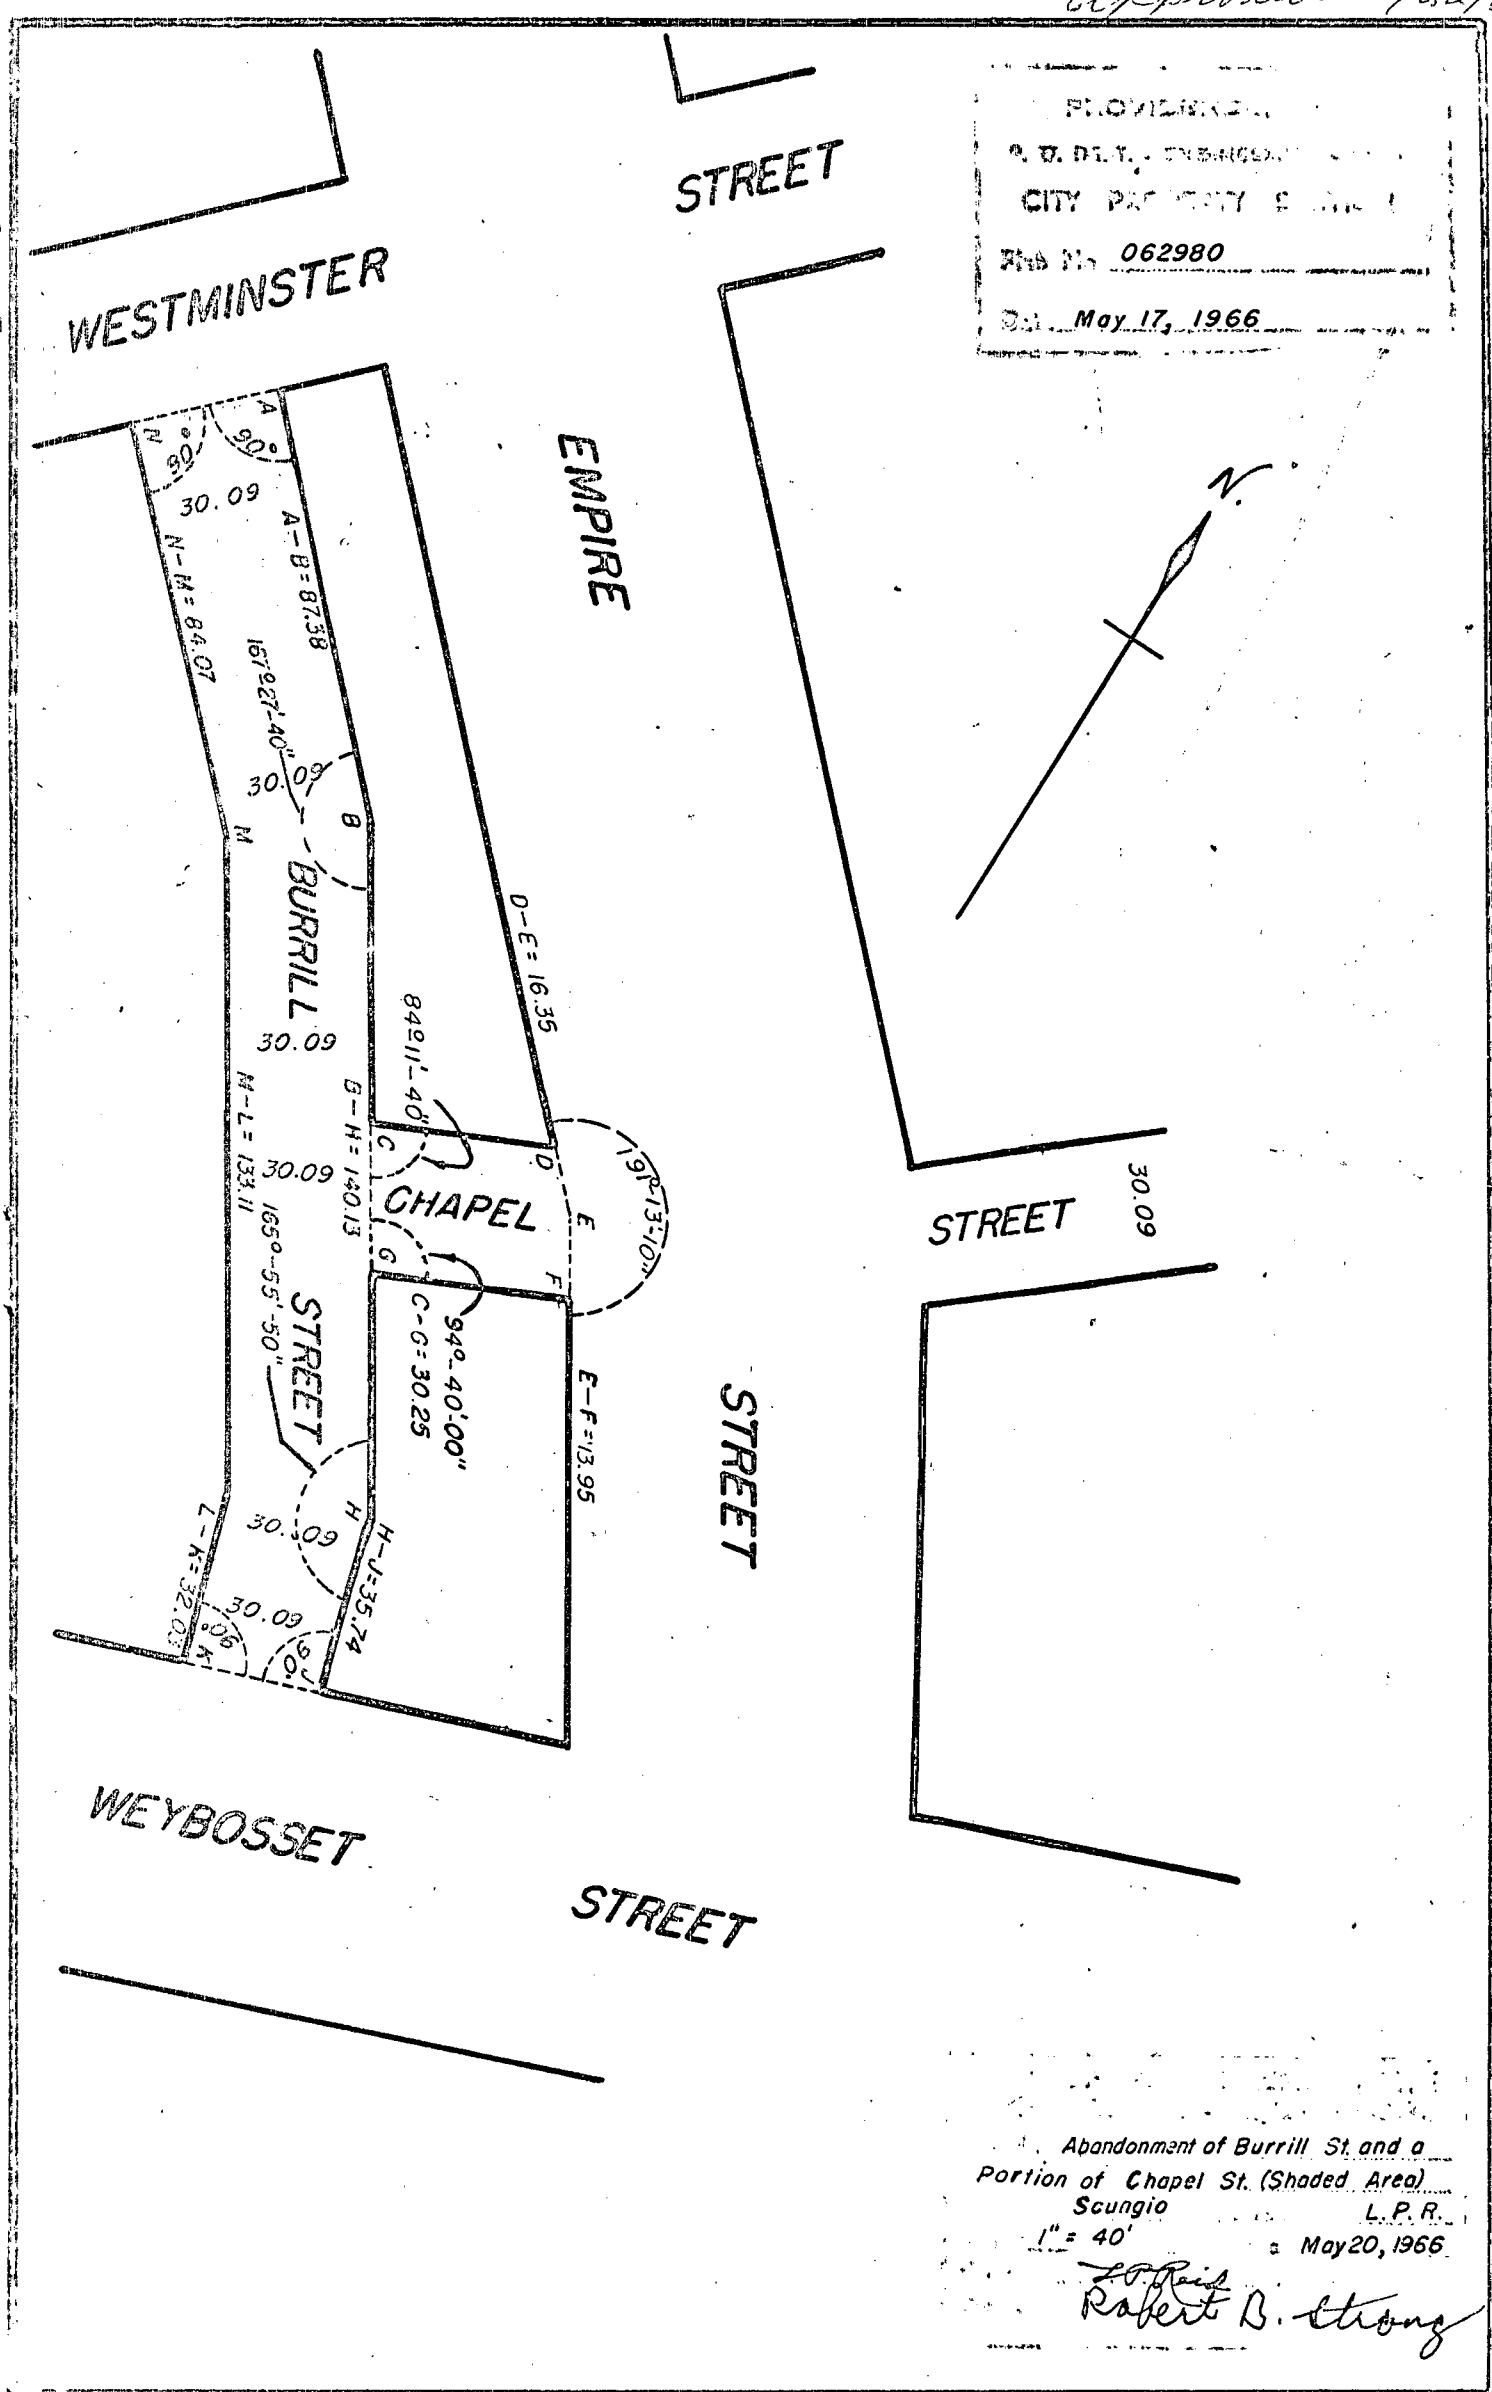 STREET
CITY
062980
May 17, 1966
WESTMINSTER
A
N
90°
90°
30.09
EMPIRE
A-B=87.38
N-M=84.07
167°-27'-40"
30.09
B
M
BURRILL
D-E=16.35
84°-11'-40"
30.09
B-H=140.13
M-L=133.11
C
D
30.09
191°-13'-10"
CHAPEL
E
STREET
30.09
G
F
165°-55'-50"
STREET
C-G=30.25
94°-40'-00"
E-F=13.95
STREET
H
30.09
H-J=35.74
L-K=32.03
30.09
90°
90°
K
J
WEYBOSSET
STREET
N.
Abandonment of Burrill St. and a
Portion of Chapel St. (Shaded Area)
Scungio L.P.R.
1" = 40' May 20, 1966
L.P. Reid
Robert B. Strong